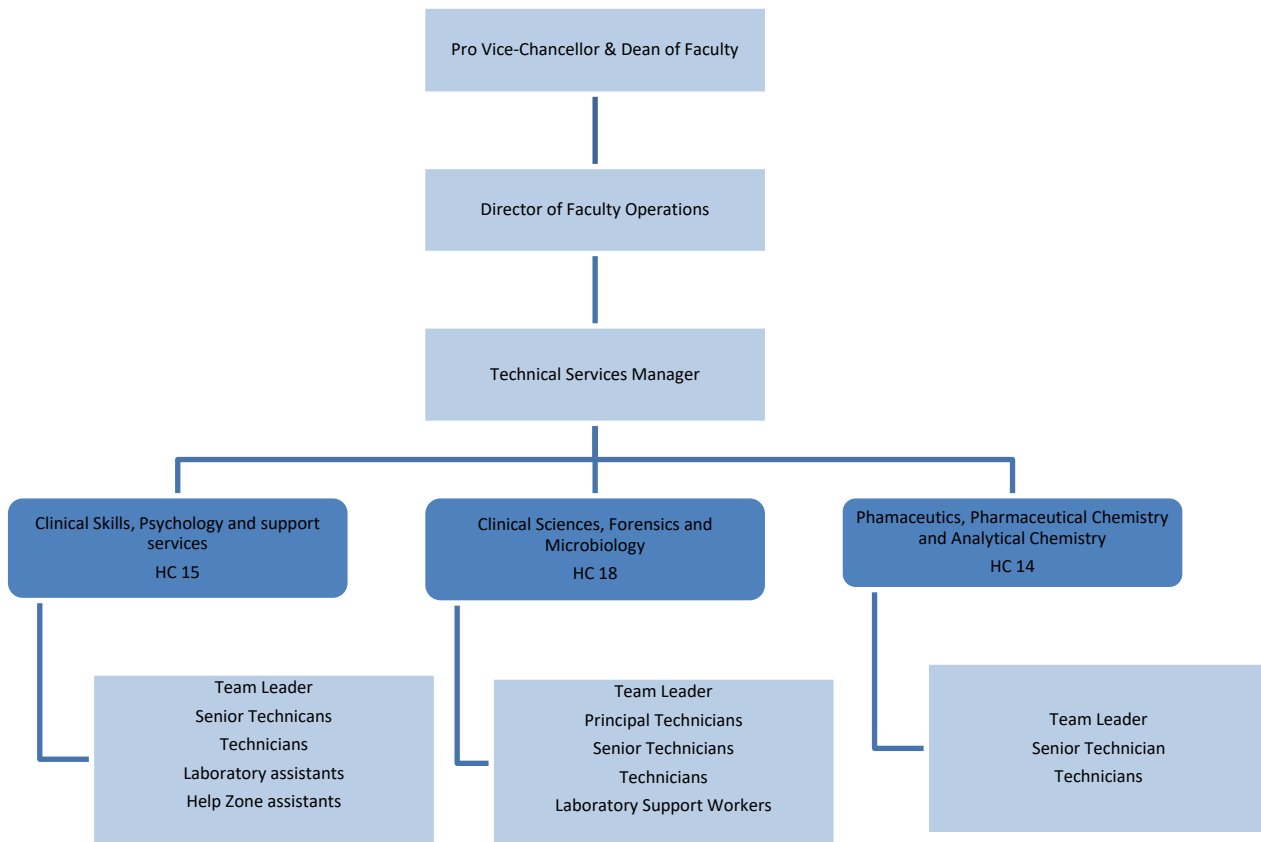 Pro Vice-Chancellor & Dean of Faculty
Director of Faculty Operations
Technical Services Manager
Clinical Skills, Psychology and support
services
HC 15
Clinical Sciences, Forensics and
Microbiology
HC 18
Phamaceutics, Pharmaceutical Chemistry
and Analytical Chemistry
HC 14
Team Leader
Senior Technicans
Technicians
Laboratory assistants
Help Zone assistants
Team Leader
Principal Technicians
Senior Technicians
Technicians
Laboratory Support Workers
Team Leader
Senior Technician
Technicians